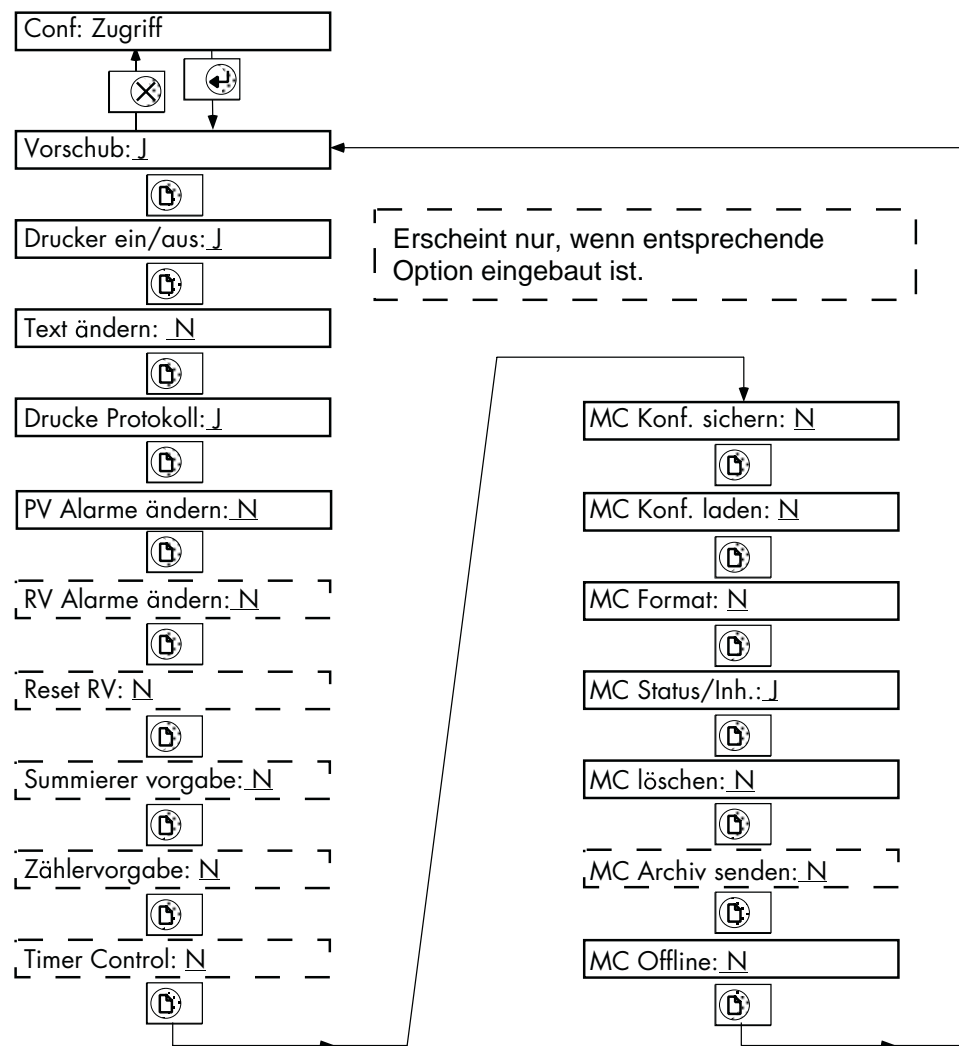 Conf: Zugriff
Vorschub: J
Drucker ein/aus: J
Erscheint nur, wenn entsprechende
Option eingebaut ist.
Text ändern: N
Drucke Protokoll: J
PV Alarme ändern: N
RV Alarme ändern: N
Reset RV: N
Summierer vorgabe: N
Zählervorgabe: N
Timer Control: N
MC Konf. sichern: N
MC Konf. laden: N
MC Format: N
MC Status/Inh.: J
MC löschen: N
MC Archiv senden: N
MC Offline: N